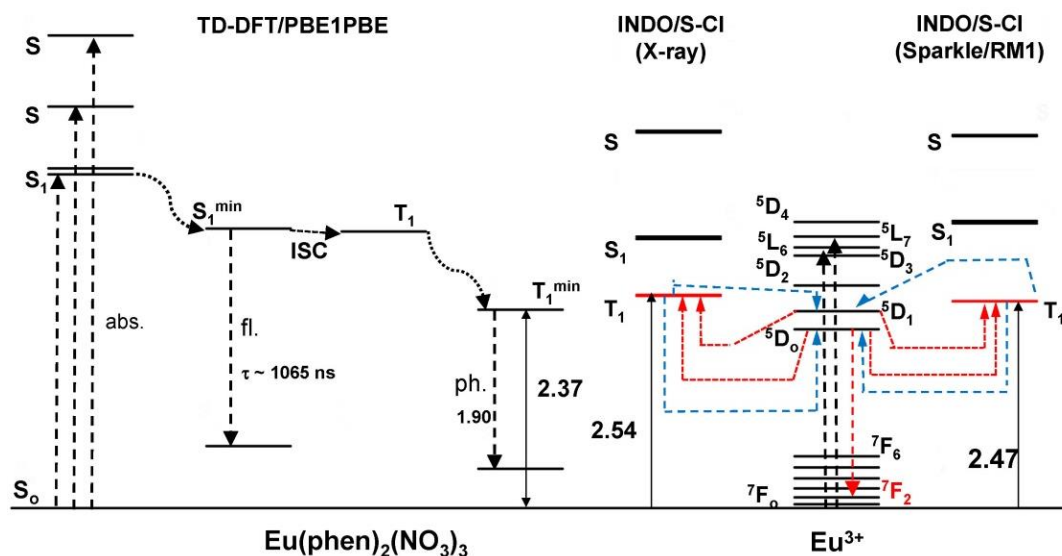 TD-DFT/PBE1PBE
INDO/S-CI
(X-ray)
INDO/S-CI
(Sparkle/RM1)
S
S
S₁
S₁ᵐⁱⁿ
T₁
ISC
T₁ᵐⁱⁿ
abs.
fl.
τ ~ 1065 ns
ph.
1.90
2.37
Sₒ
Eu(phen)₂(NO₃)₃
S
S₁
T₁
2.54
⁵D₄
⁵L₇
⁵L₆
⁵D₃
⁵D₂
⁵D₁
⁵Dₒ
⁷F₆
⁷F₂
⁷Fₒ
Eu³⁺
S
S₁
T₁
2.47